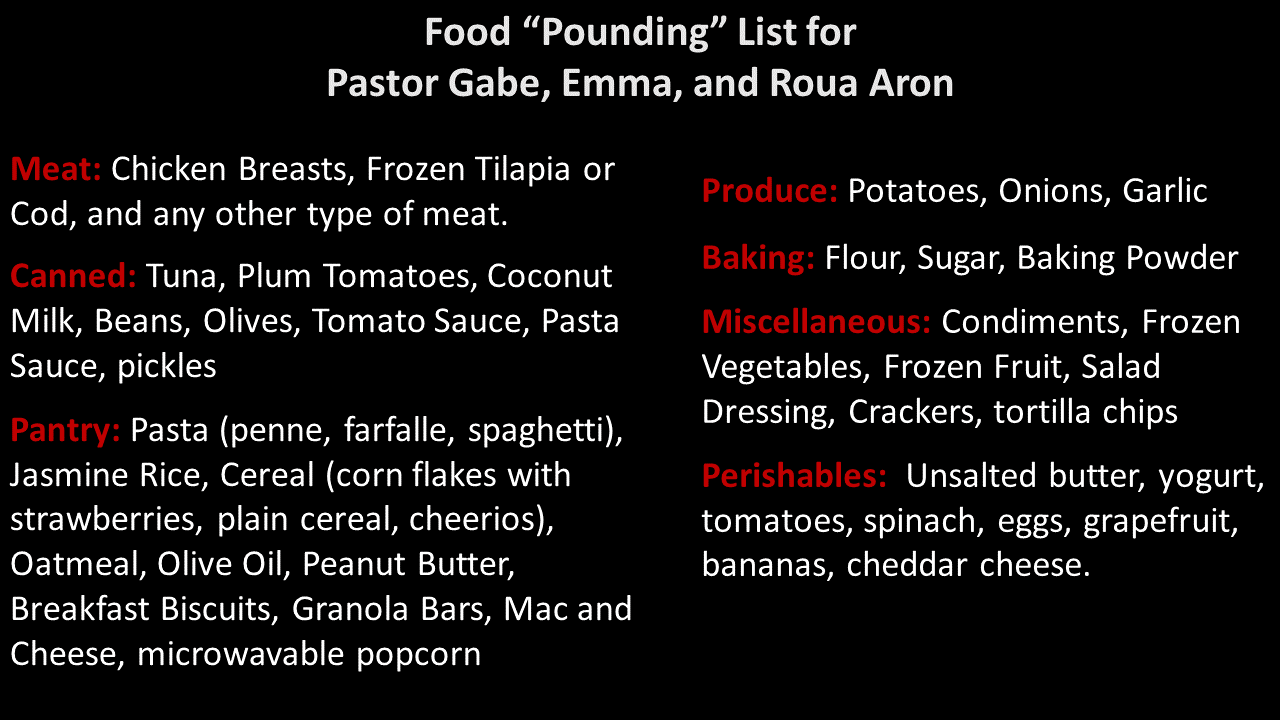 Food “Pounding” List for
Pastor Gabe, Emma, and Roua Aron
Meat: Chicken Breasts, Frozen Tilapia or
Cod, and any other type of meat.
Canned: Tuna, Plum Tomatoes, Coconut
Milk, Beans, Olives, Tomato Sauce, Pasta
Sauce, pickles
Pantry: Pasta (penne, farfalle, spaghetti),
Jasmine Rice, Cereal (corn flakes with
strawberries, plain cereal, cheerios),
Oatmeal, Olive Oil, Peanut Butter,
Breakfast Biscuits, Granola Bars, Mac and
Cheese, microwavable popcorn
Produce: Potatoes, Onions, Garlic
Baking: Flour, Sugar, Baking Powder
Miscellaneous: Condiments, Frozen
Vegetables, Frozen Fruit, Salad
Dressing, Crackers, tortilla chips
Perishables:  Unsalted butter, yogurt,
tomatoes, spinach, eggs, grapefruit,
bananas, cheddar cheese.